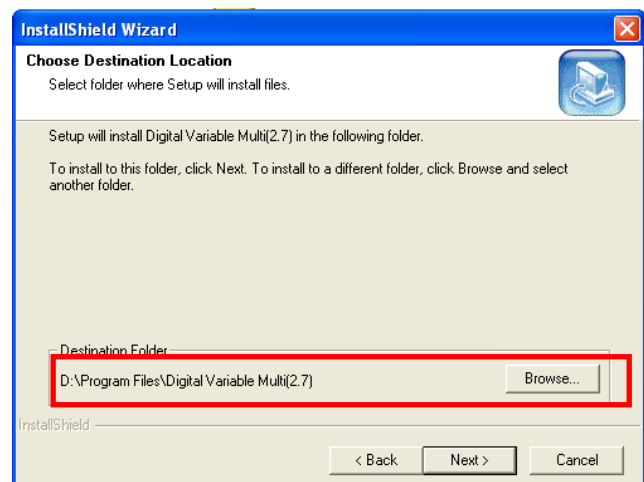 InstallShield Wizard
Choose Destination Location
Select folder where Setup will install files.
Setup will install Digital Variable Multi(2.7) in the following folder.
To install to this folder, click Next. To install to a different folder, click Browse and select
another folder.
Destination Folder
D:\Program Files\Digital Variable Multi(2.7)
Browse...
InstallShield
< Back
Next >
Cancel